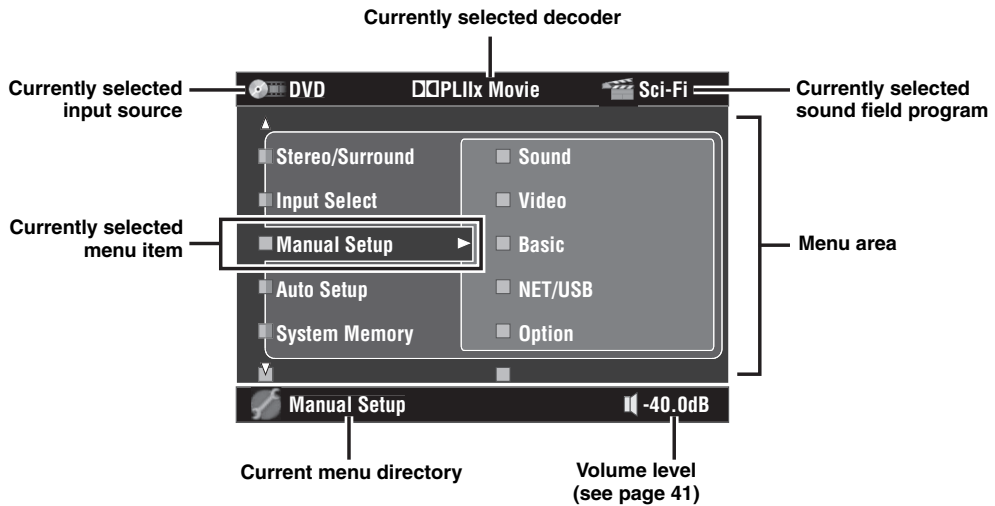 Currently selected decoder
Currently selected
input source
DVD
PLIIx Movie
Sci-Fi
Currently selected
sound field program
Stereo/Surround
Sound
Input Select
Video
Currently selected
menu item
Manual Setup
Basic
Menu area
Auto Setup
NET/USB
System Memory
Option
Manual Setup
-40.0dB
Current menu directory
Volume level
(see page 41)